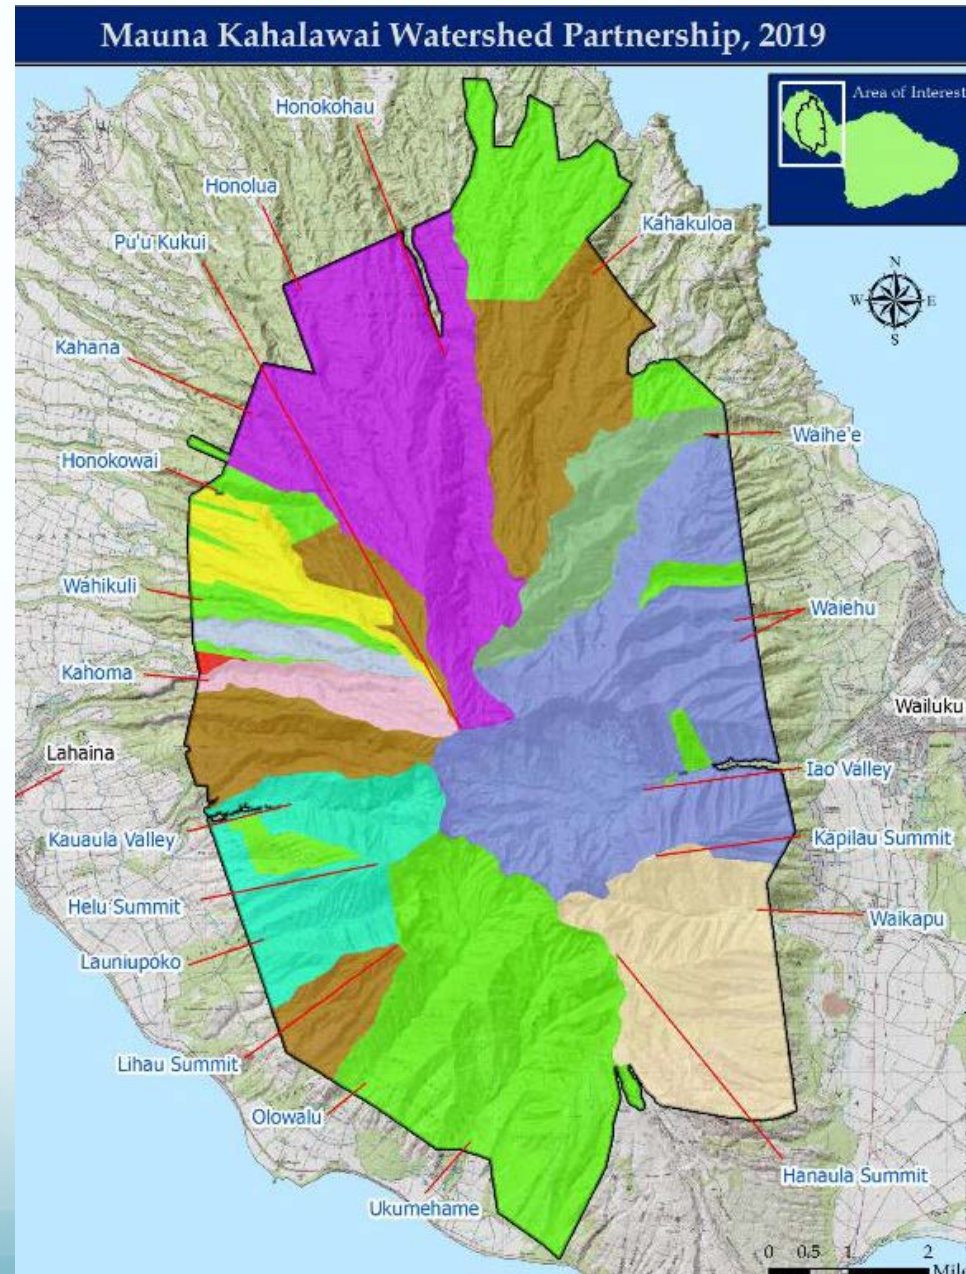 Mauna Kahalawai Watershed Partnership, 2019
Area of Interest
Honokohau
Honolua
Kahakuloa
Pu'u Kukui
N
W
E
S
Kahana
Waihe'e
Honokowai
Wahikuli
Waiehu
Kahoma
Wailuku
Lahaina
Iao Valley
Kauaula Valley
Kapilau Summit
Helu Summit
Waikapu
Launiupoko
Lihau Summit
Olowalu
Hanaula Summit
Ukumehame
0 0.5 1 2
Mile